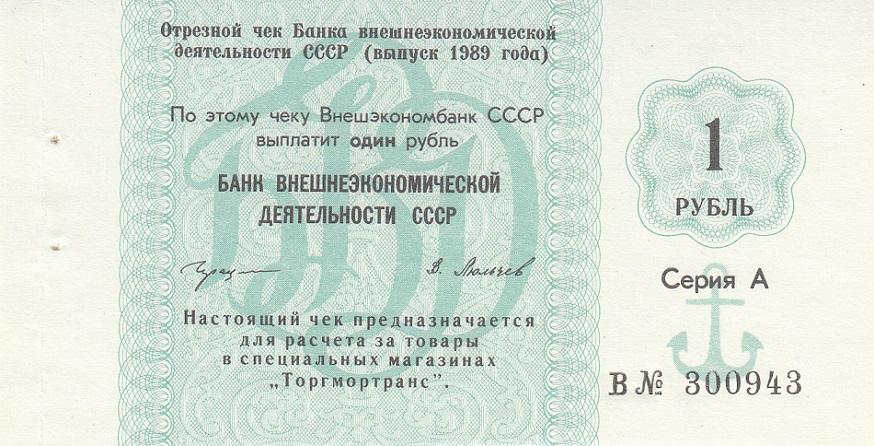 Отрезной чек Банка внешнеэкономической
деятельности СССР (выпуск 1989 года)
По этому чеку Внешэкономбанк СССР
выплатит один рубль
БАНК ВНЕШНЕЭКОНОМИЧЕСКОЙ
ДЕЯТЕЛЬНОСТИ СССР
В. Люльчев
Настоящий чек предназначается
для расчета за товары
в специальных магазинах
„Торгмортранс".
1
РУБЛЬ
Серия А
В № 300943